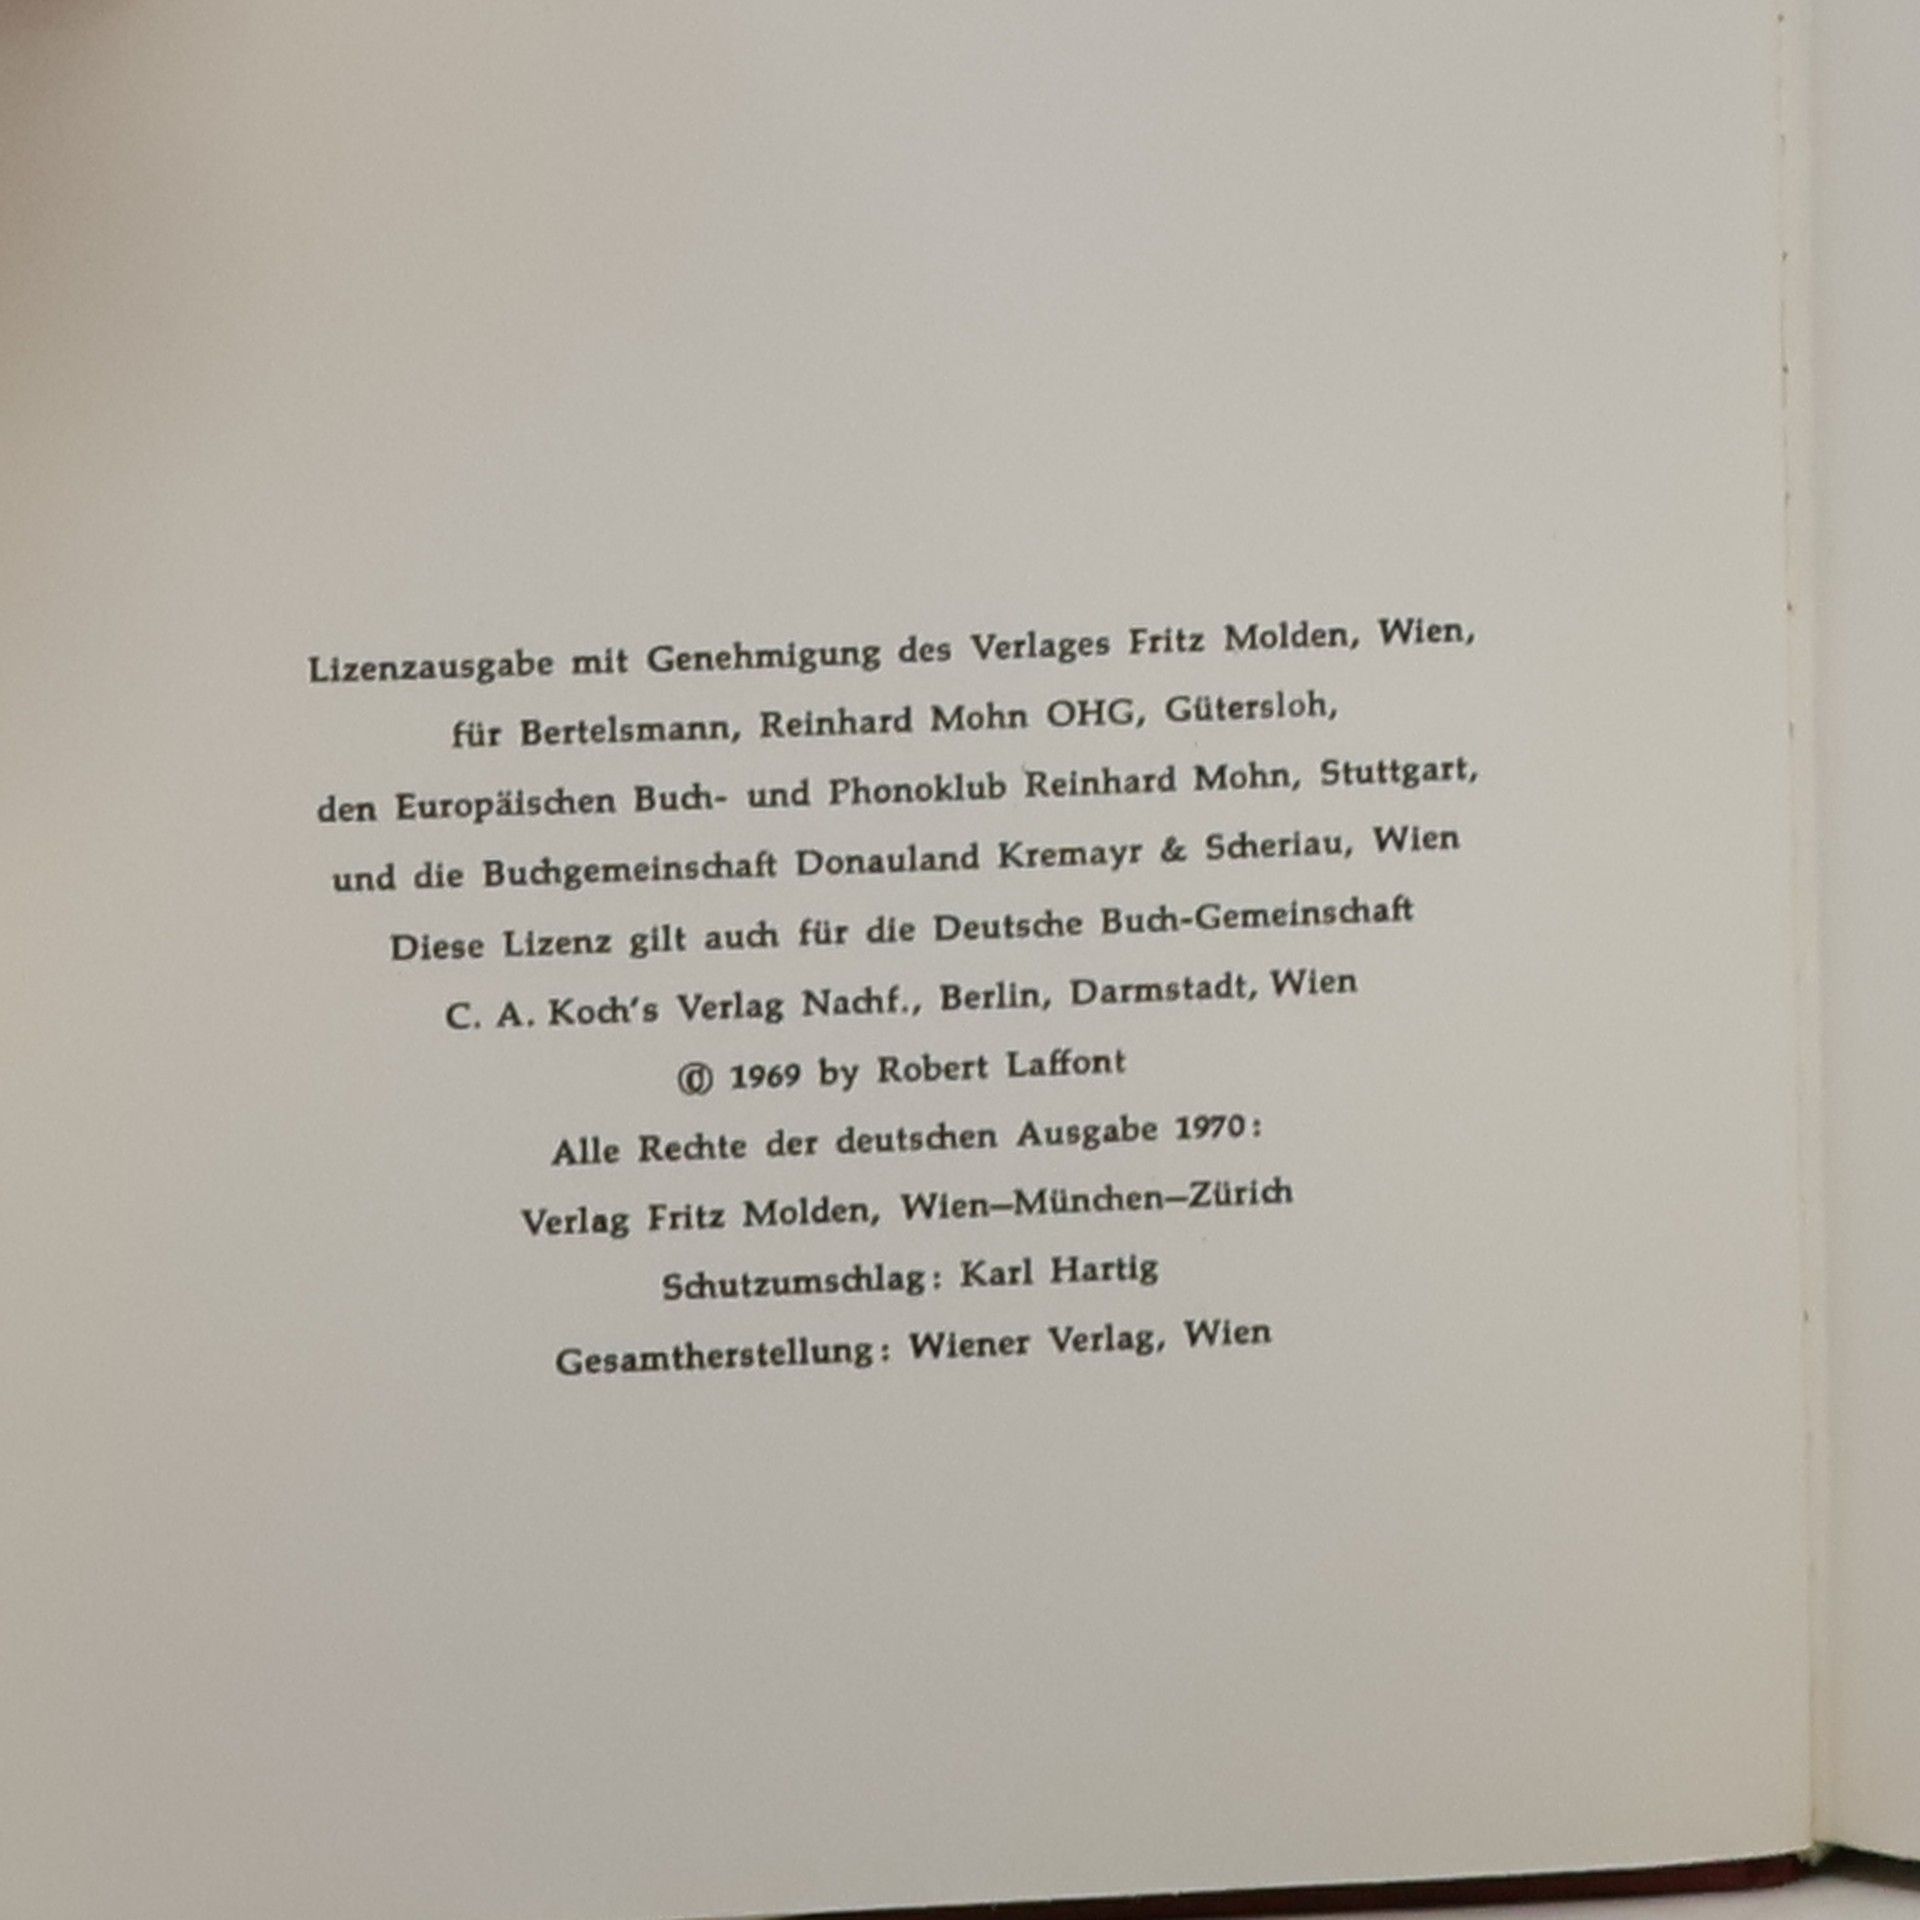 Lizenzausgabe mit Genehmigung des Verlages Fritz Molden, Wien,
für Bertelsmann, Reinhard Mohn OHG, Gütersloh,
den Europäischen Buch- und Phonoklub Reinhard Mohn, Stuttgart,
und die Buchgemeinschaft Donauland Kremayr & Scheriau, Wien
Diese Lizenz gilt auch für die Deutsche Buch-Gemeinschaft
C. A. Koch's Verlag Nachf., Berlin, Darmstadt, Wien
© 1969 by Robert Laffont
Alle Rechte der deutschen Ausgabe 1970:
Verlag Fritz Molden, Wien—München—Zürich
Schutzumschlag: Karl Hartig
Gesamtherstellung: Wiener Verlag, Wien